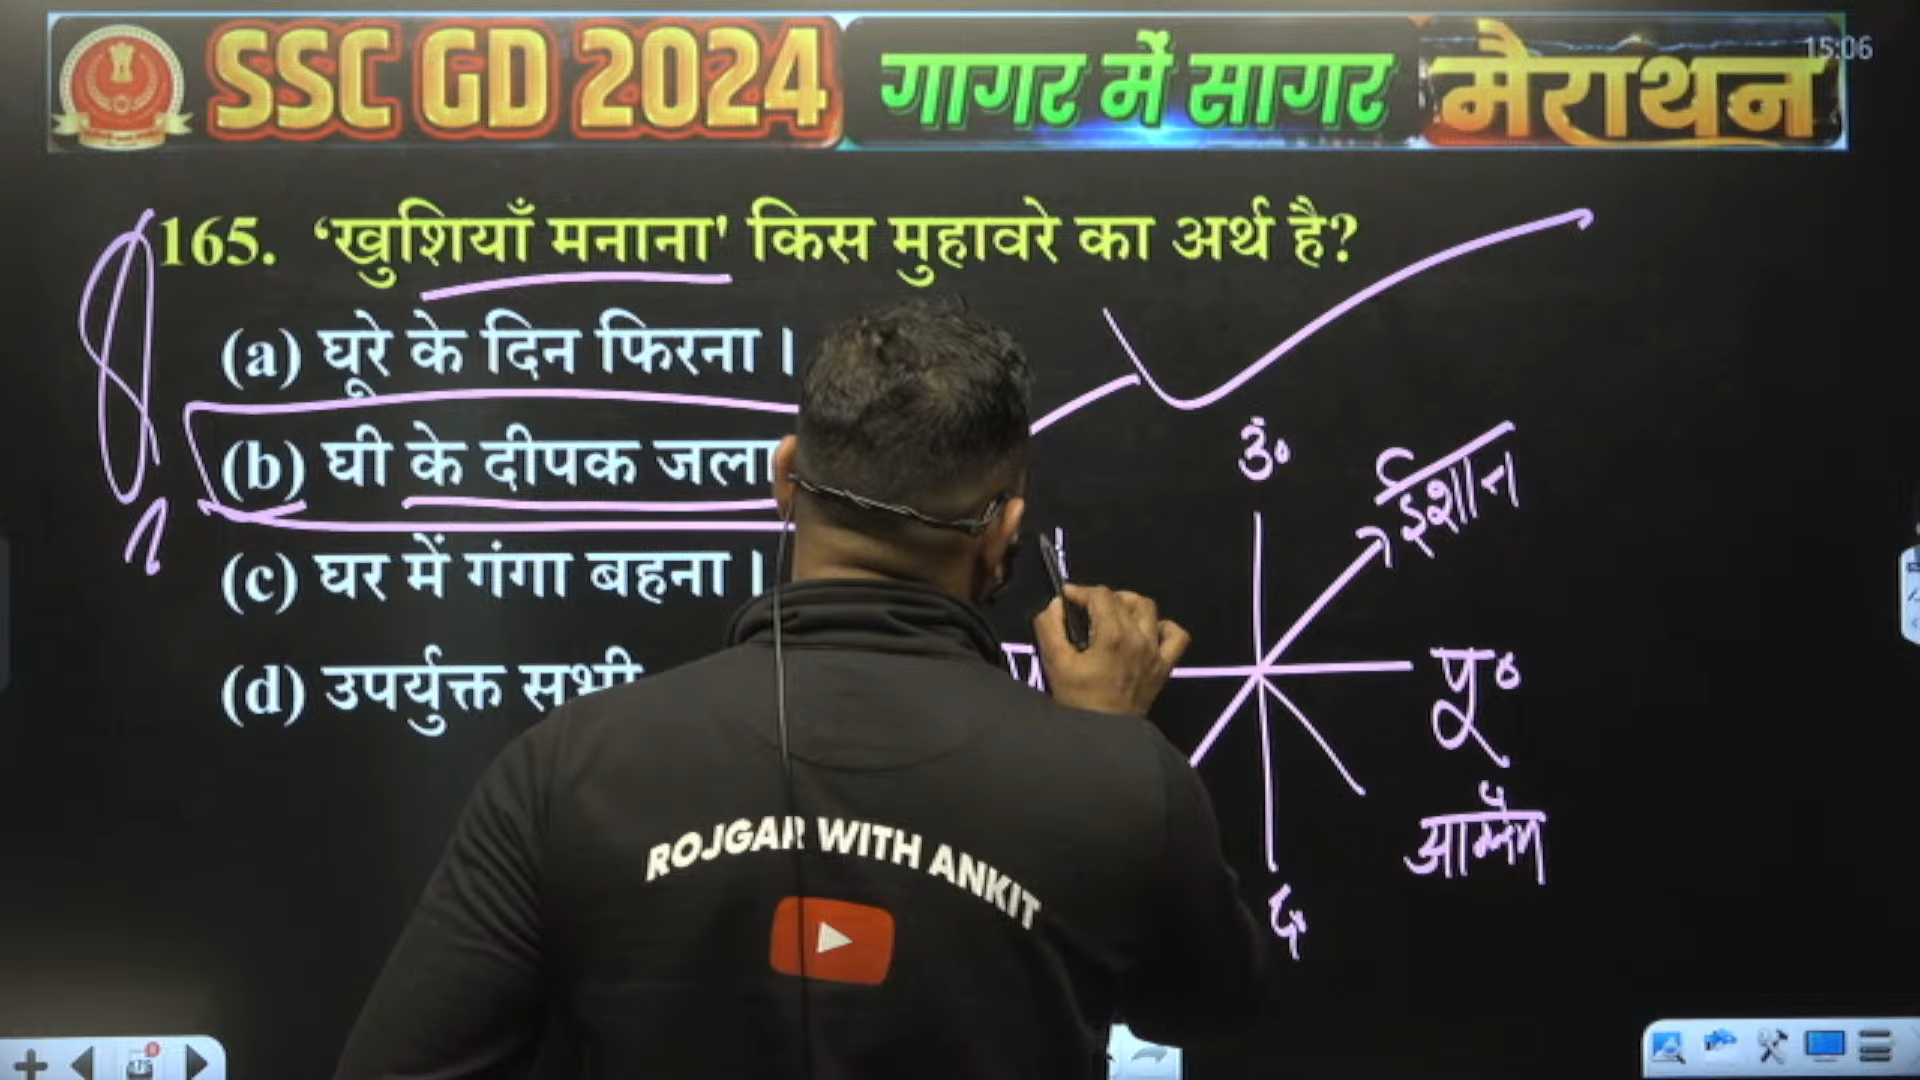 SSC GD 2024 गागर में सागर मैराथन
15:06
165. ‘खुशियाँ मनाना' किस मुहावरे का अर्थ है?
(a) घूरे के दिन फिरना।
(b) घी के दीपक जला
(c) घर में गंगा बहना।
(d) उपर्युक्त सभी
उ०
ईशान
पू०
द
ROJGAR WITH ANKIT